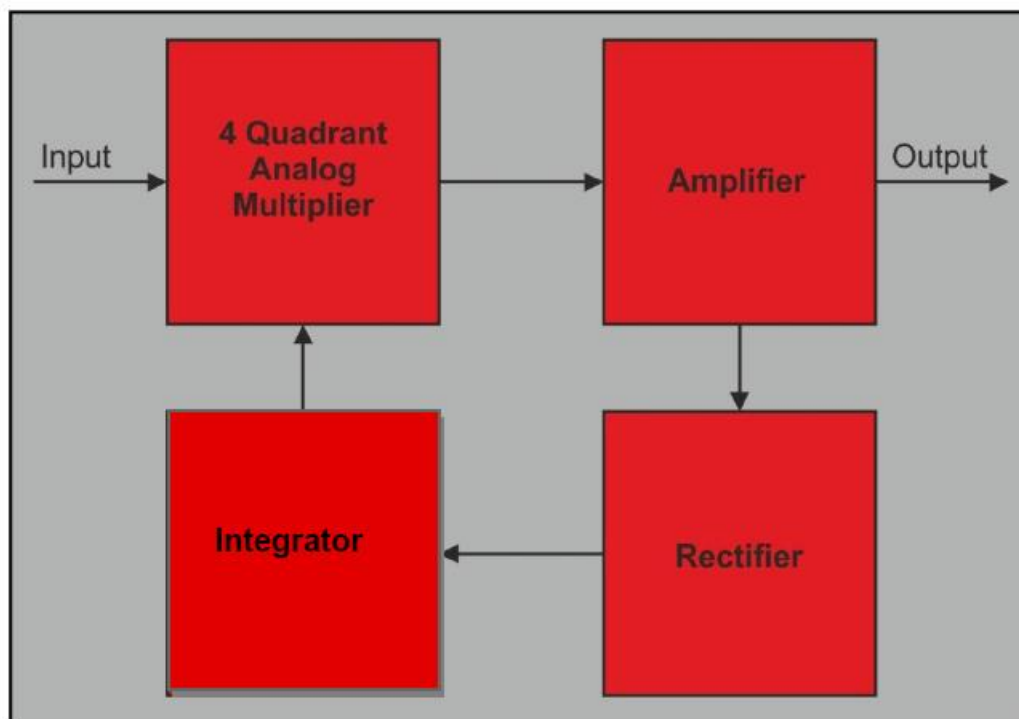 Input
4 Quadrant
Analog
Multiplier
Amplifier
Output
Integrator
Rectifier